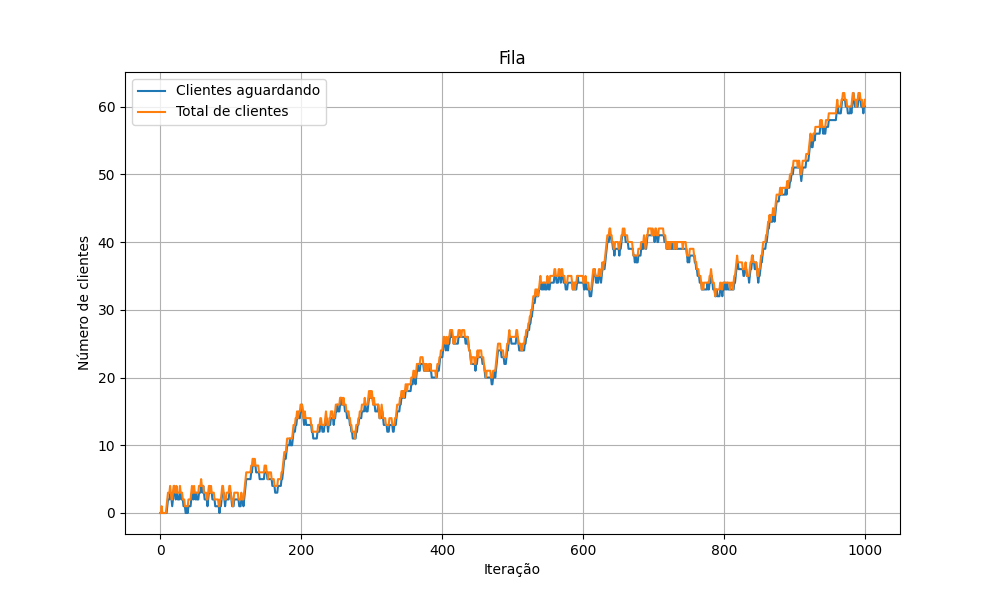 Fila
Clientes aguardando
Total de clientes
Número de clientes
60
50
40
30
20
10
0
0 200 400 600 800 1000
Iteração